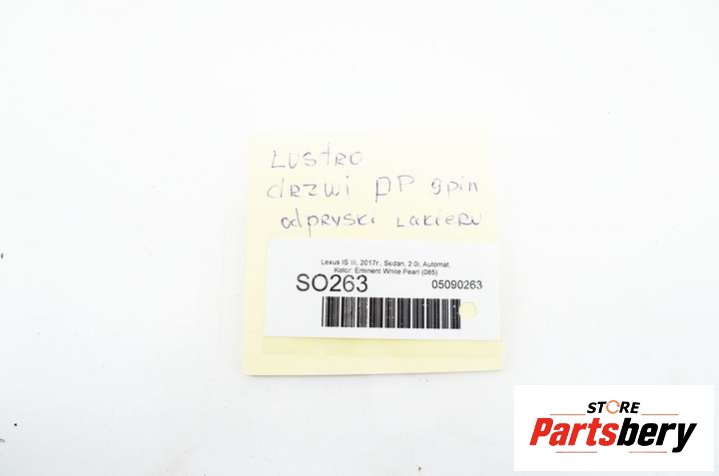 Lustro
drzwi PP 9pin
odpryski lakieru
Lexus IS III, 2017r., Sedan, 2.0i, Automat,
Kolor: Eminent White Pearl (085)
SO263 05090263
STORE
Partsbery